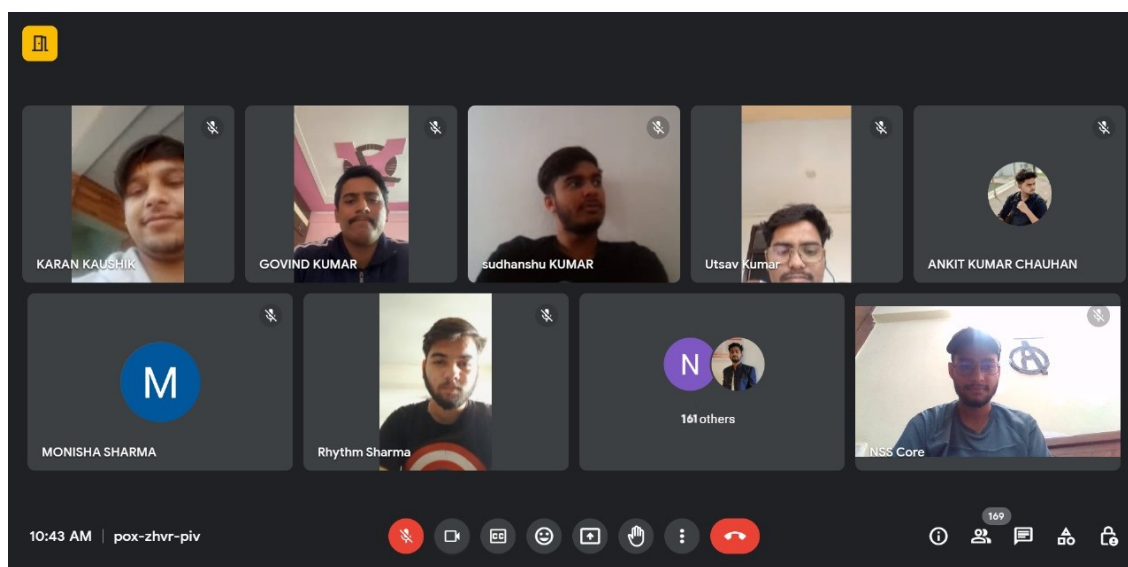 KARAN KAUSHIK
GOVIND KUMAR
sudhanshu KUMAR
Utsav Kumar
ANKIT KUMAR CHAUHAN
M
MONISHA SHARMA
Rhythm Sharma
N
161 others
NSS Core
169
10:43 AM | pox-zhvr-piv
CC